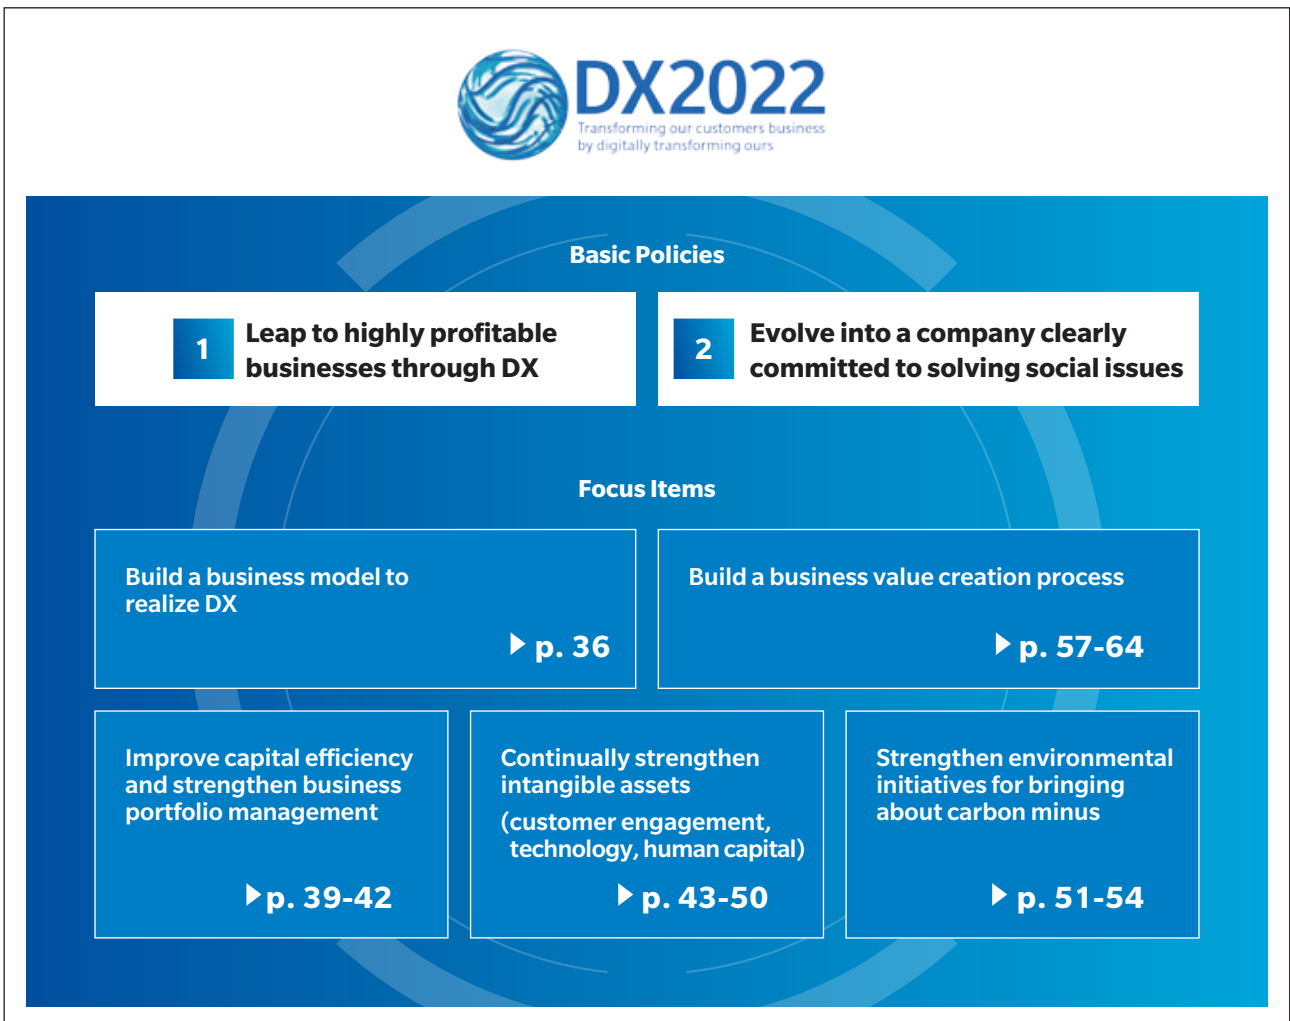 DX2022
Transforming our customers business
by digitally transforming ours
Basic Policies
1
Leap to highly profitable
businesses through DX
2
Evolve into a company clearly
committed to solving social issues
Focus Items
Build a business model to
realize DX
p. 36
Build a business value creation process
p. 57-64
Improve capital efficiency
and strengthen business
portfolio management
p. 39-42
Continually strengthen
intangible assets
(customer engagement,
technology, human capital)
p. 43-50
Strengthen environmental
initiatives for bringing
about carbon minus
p. 51-54